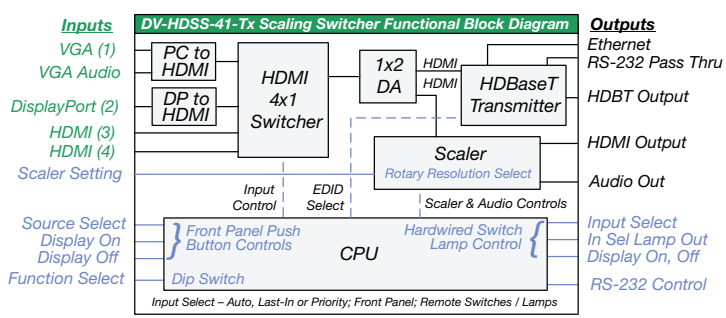 Inputs
DV-HDSS-41-Tx Scaling Switcher Functional Block Diagram
Outputs
VGA (1)
VGA Audio
DisplayPort (2)
HDMI (3)
HDMI (4)
Scaler Setting
PC to
HDMI
DP to
HDMI
HDMI
4x1
Switcher
1x2
DA
HDMI
HDMI
HDBaseT
Transmitter
Scaler
Rotary Resolution Select
Ethernet
RS-232 Pass Thru
HDBT Output
HDMI Output
Audio Out
Input
Control
EDID
Select
Scaler & Audio Controls
Source Select
Display On
Display Off
Function Select
} Front Panel Push
Button Controls
Dip Switch
CPU
Hardwired Switch {
Lamp Control
Input Select
In Sel Lamp Out
Display On, Off
RS-232 Control
Input Select – Auto, Last-In or Priority; Front Panel; Remote Switches / Lamps